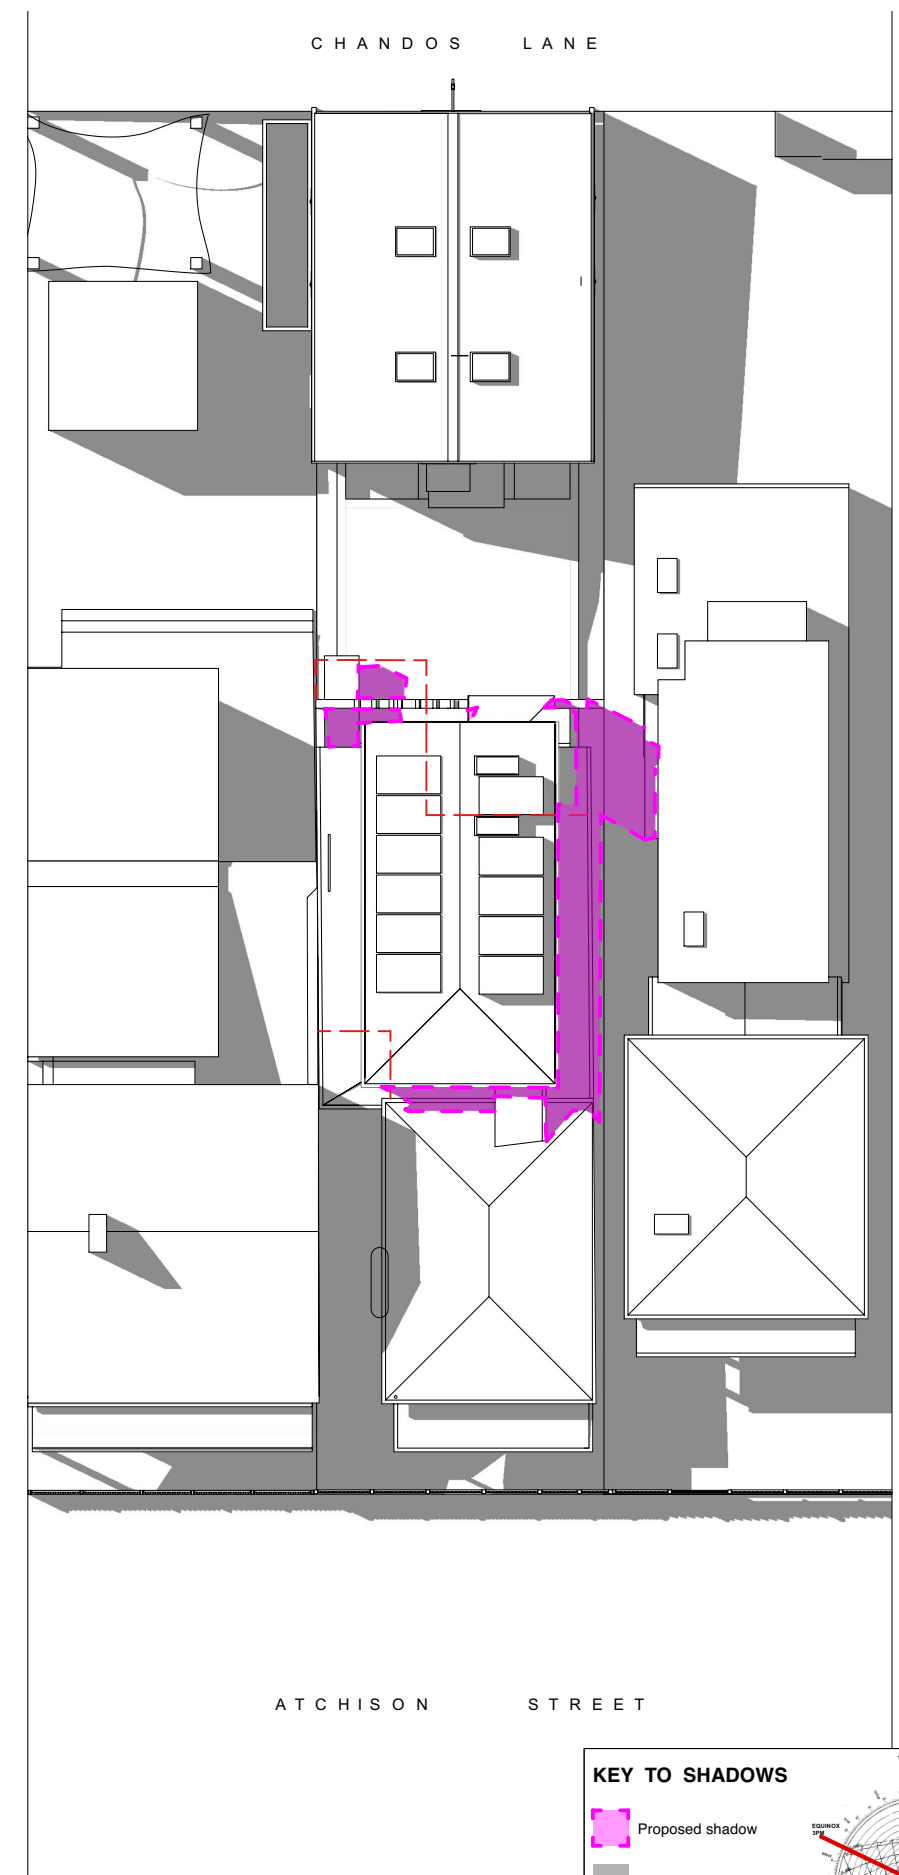 CHANDOS LANE
ATCHISON STREET
KEY TO SHADOWS
Proposed shadow
EQUINOX
3PM